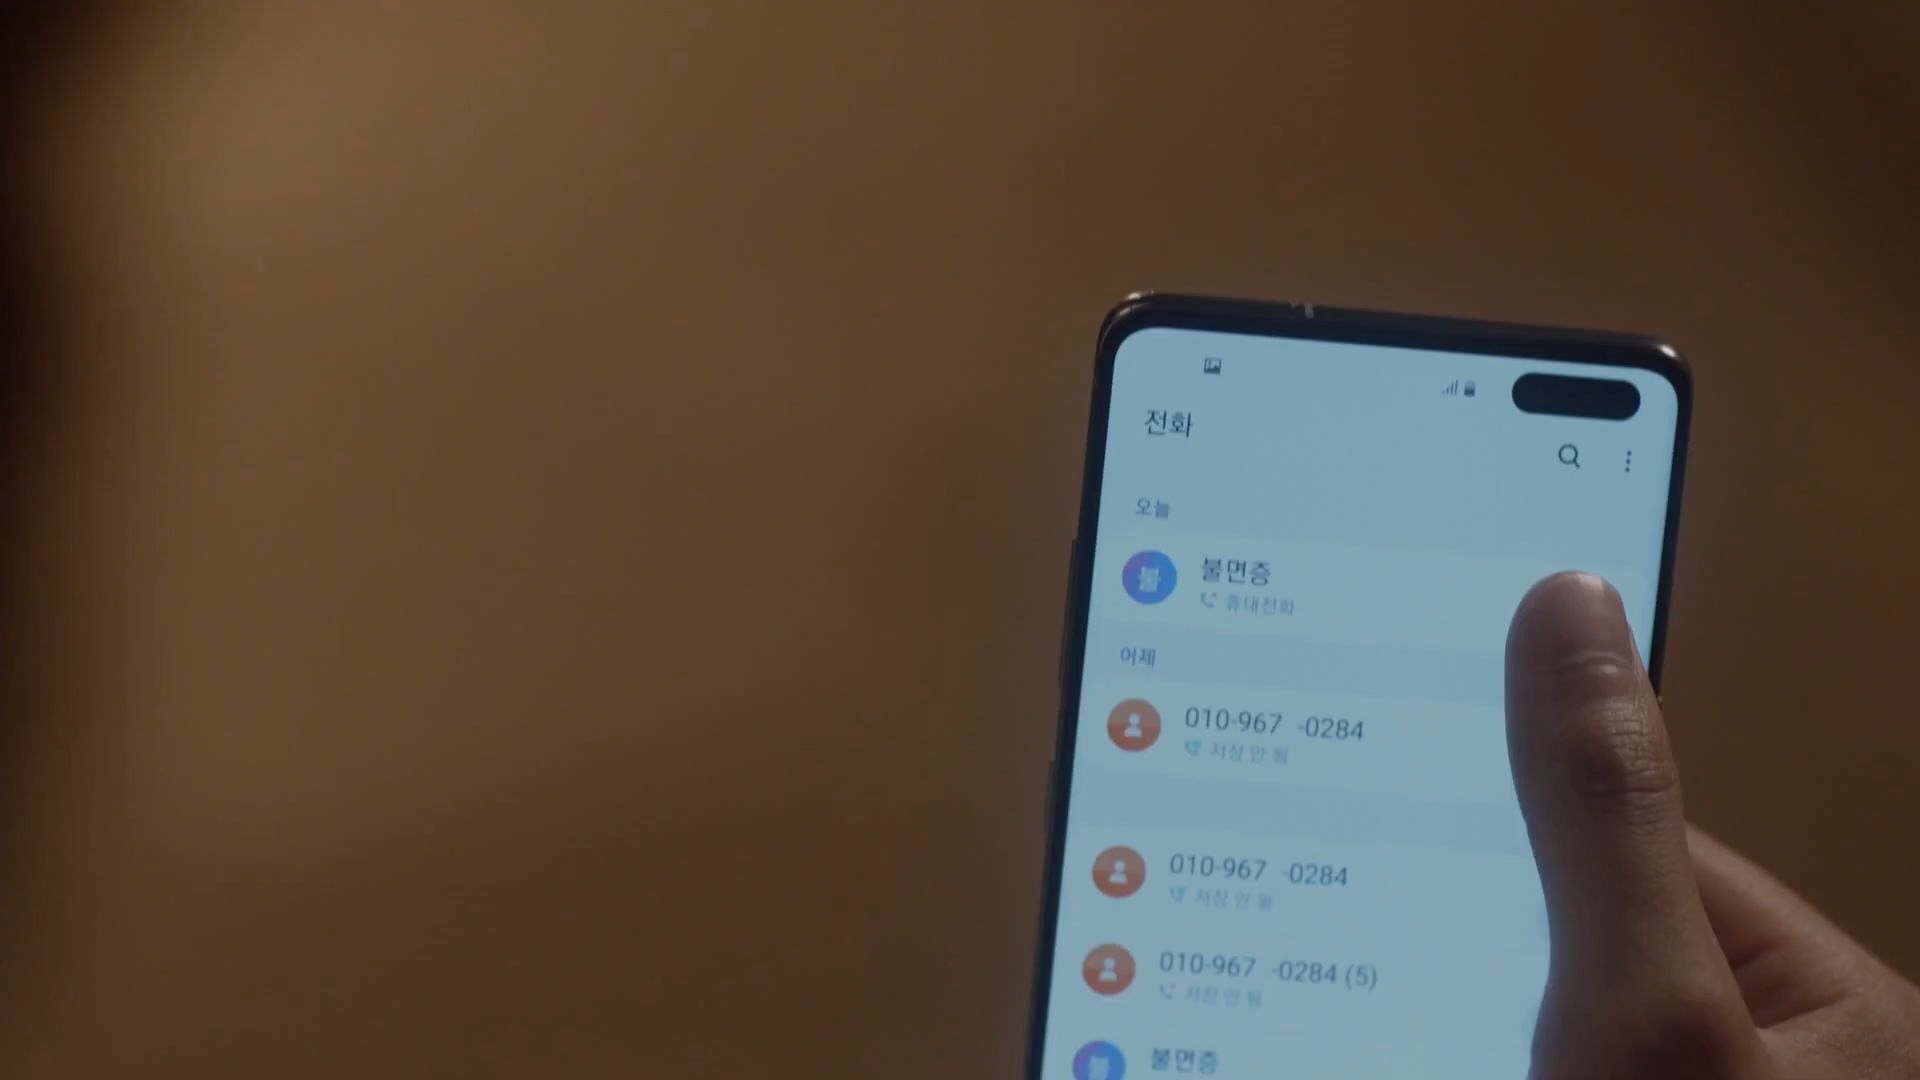 전화
오늘
불
불면증
휴대전화
어제
010-967 -0284
저장 안 됨
010-967 -0284
저장 안 됨
010-967 -0284 (5)
저장 안 됨
불면증